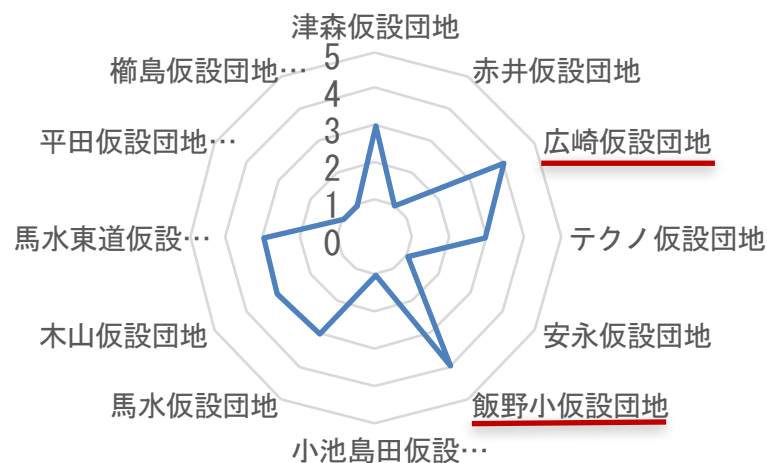 津森仮設団地
赤井仮設団地
広崎仮設団地
テクノ仮設団地
安永仮設団地
飯野小仮設団地
小池島田仮設…
馬水仮設団地
木山仮設団地
馬水東道仮設…
平田仮設団地…
櫛島仮設団地…
5
4
3
2
1
0